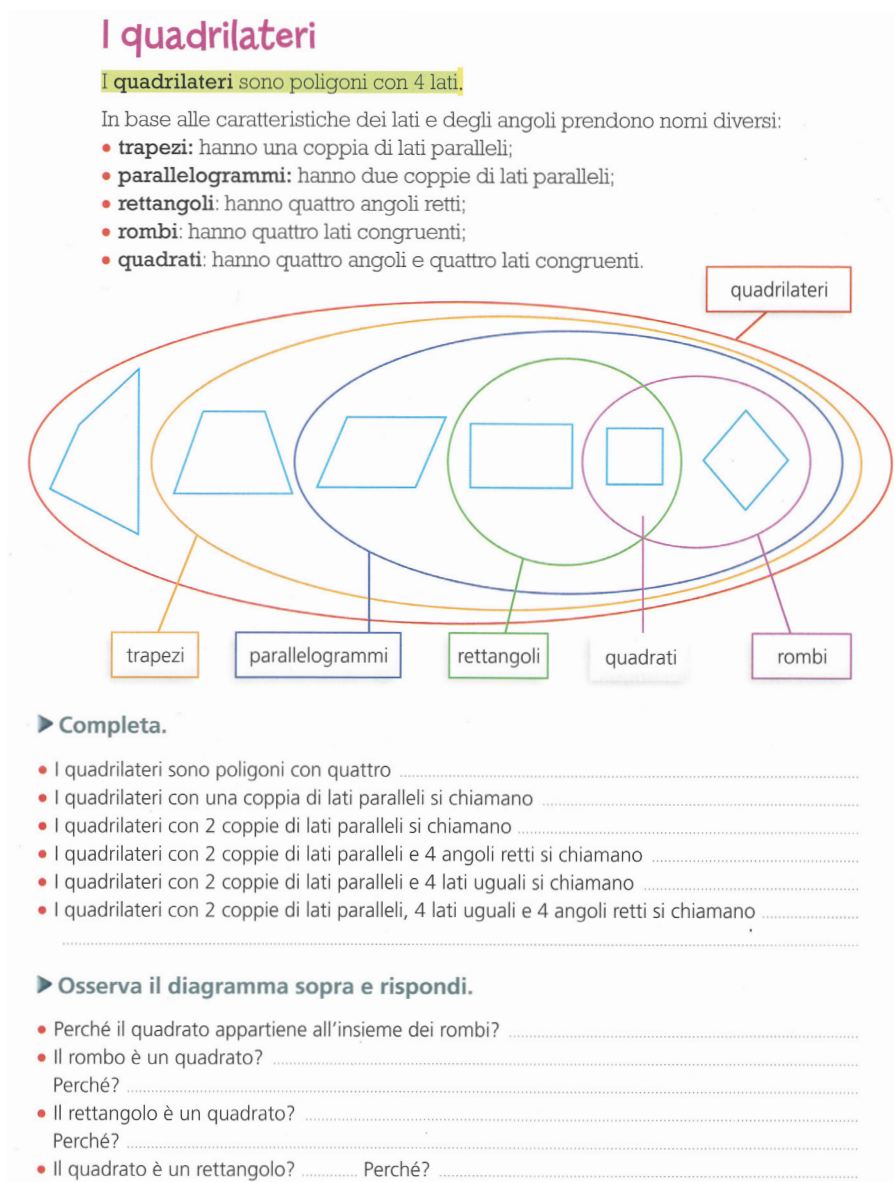 I quadrilateri
I quadrilateri sono poligoni con 4 lati.
In base alle caratteristiche dei lati e degli angoli prendono nomi diversi:
• trapezi: hanno una coppia di lati paralleli;
• parallelogrammi: hanno due coppie di lati paralleli;
• rettangoli: hanno quattro angoli retti;
• rombi: hanno quattro lati congruenti;
• quadrati: hanno quattro angoli e quattro lati congruenti.
quadrilateri
trapezi
parallelogrammi
rettangoli
quadrati
rombi
Completa.
• I quadrilateri sono poligoni con quattro
• I quadrilateri con una coppia di lati paralleli si chiamano
• I quadrilateri con 2 coppie di lati paralleli si chiamano
• I quadrilateri con 2 coppie di lati paralleli e 4 angoli retti si chiamano
• I quadrilateri con 2 coppie di lati paralleli e 4 lati uguali si chiamano
• I quadrilateri con 2 coppie di lati paralleli, 4 lati uguali e 4 angoli retti si chiamano
Osserva il diagramma sopra e rispondi.
• Perché il quadrato appartiene all'insieme dei rombi?
• Il rombo è un quadrato?
Perché?
• Il rettangolo è un quadrato?
Perché?
• Il quadrato è un rettangolo? Perché?